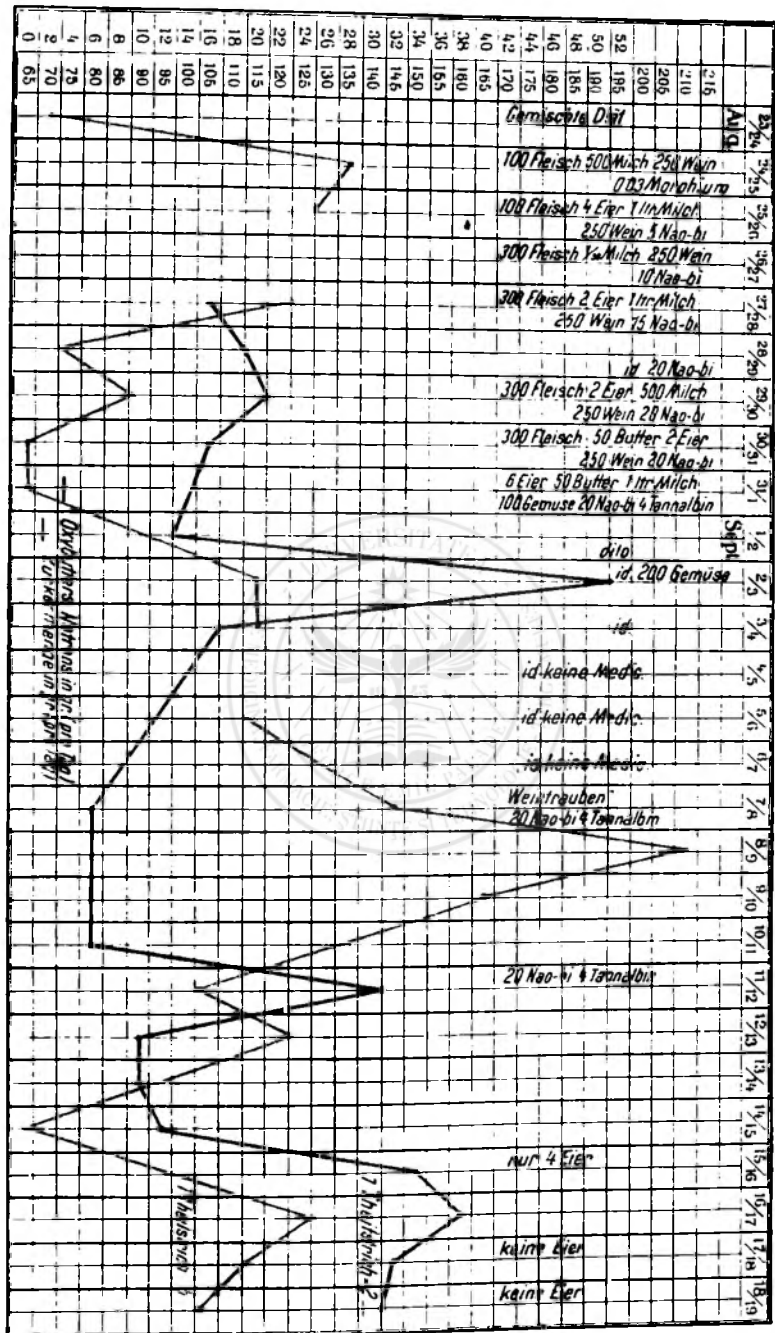 0 2 4 6 8 10 12 14 16 18 20 22 24 26 28 30 32 34 36 38 40 42 44 46 48 50 52
65 70 75 80 86 90 95 100 105 110 115 120 125 130 135 140 145 150 155 160 165 170 175 180 185 190 195 200 205 210 215
Aug.
23/24
Gemischte Diät
24/25
100 Fleisch 500 Milch 250 Wein
0.03 Morphium
25/26
100 Fleisch 4 Eier 1 ltr Milch
250 Wein 5 Nao-bi
26/27
300 Fleisch Milch 250 Wein
10 Nao-bi
27/28
300 Fleisch 2 Eier 1 ltr Milch
250 Wein 15 Nao-bi
28/29
id 20 Nao-bi
29/30
300 Fleisch 2 Eier 500 Milch
250 Wein 28 Nao-bi
30/31
300 Fleisch 50 Butter 2 Eier
250 Wein 20 Nao-bi
31/1
6 Eier 50 Butter 1 ltr Milch
100 Gemuse 20 Nao-bi 4 Tannalbin
Sept.
1/2
dito
2/3
id. 200 Gemüse
3/4
id.
4/5
id keine Medic.
5/6
id keine Medic.
6/7
id keine Medic.
7/8
Weintrauben
20 Nao-bi 4 Tannalbin
8/9
9/10
10/11
11/12
20 Nao-bi 4 Tannalbin
12/13
13/14
14/15
15/16
nur 4 Eier
16/17
17/18
keine Eier
18/19
keine Eier
in gr. pro Tag
1 Theilstrich = 2
1 Theilstrich
UNIVERSITATEA